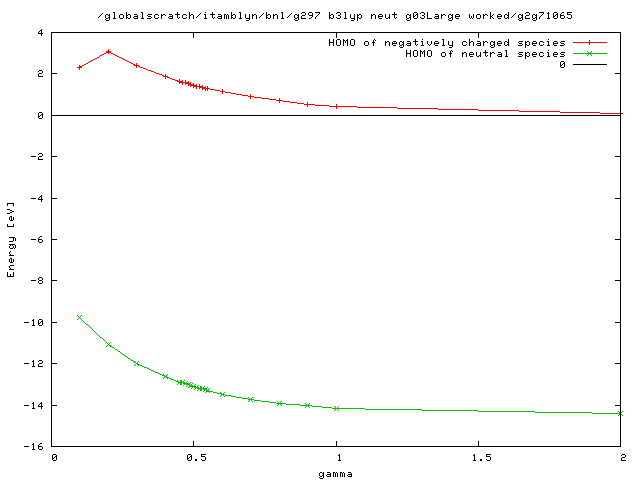 /globalscratch/itamblyn/bnl/g297 b3lyp neut g03Large worked/g2g71065
HOMO of negatively charged species
HOMO of neutral species
0
4
2
0
-2
-4
-6
-8
-10
-12
-14
-16
Energy [eV]
0 0.5 1 1.5 2
gamma